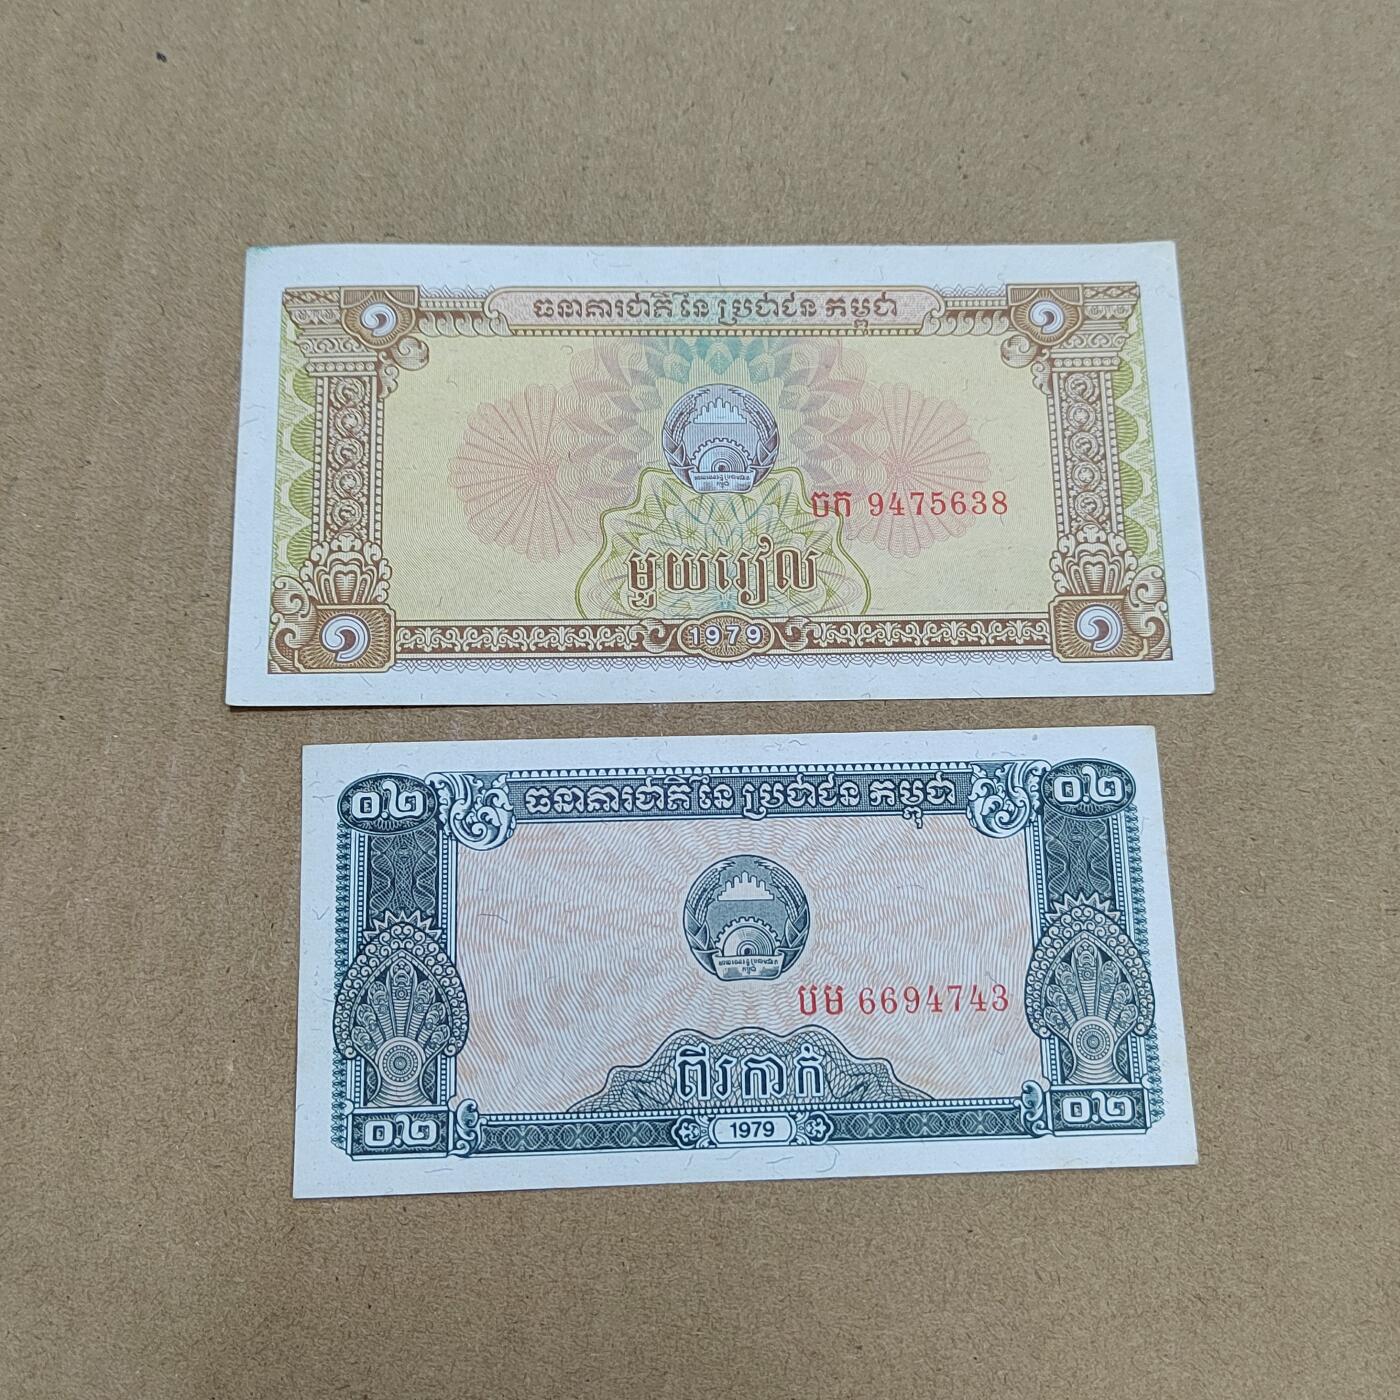 ធនាគារជាតិ នៃ ប្រជាជន កម្ពុជា
១ ១
ចក 9475638
មួយរៀល
១ 1979 ១
ធនាគារជាតិ នៃ ប្រជាជន កម្ពុជា
០.២ ០.២
បម 6694743
ពីរកាក់
០.២ 1979 ០.២